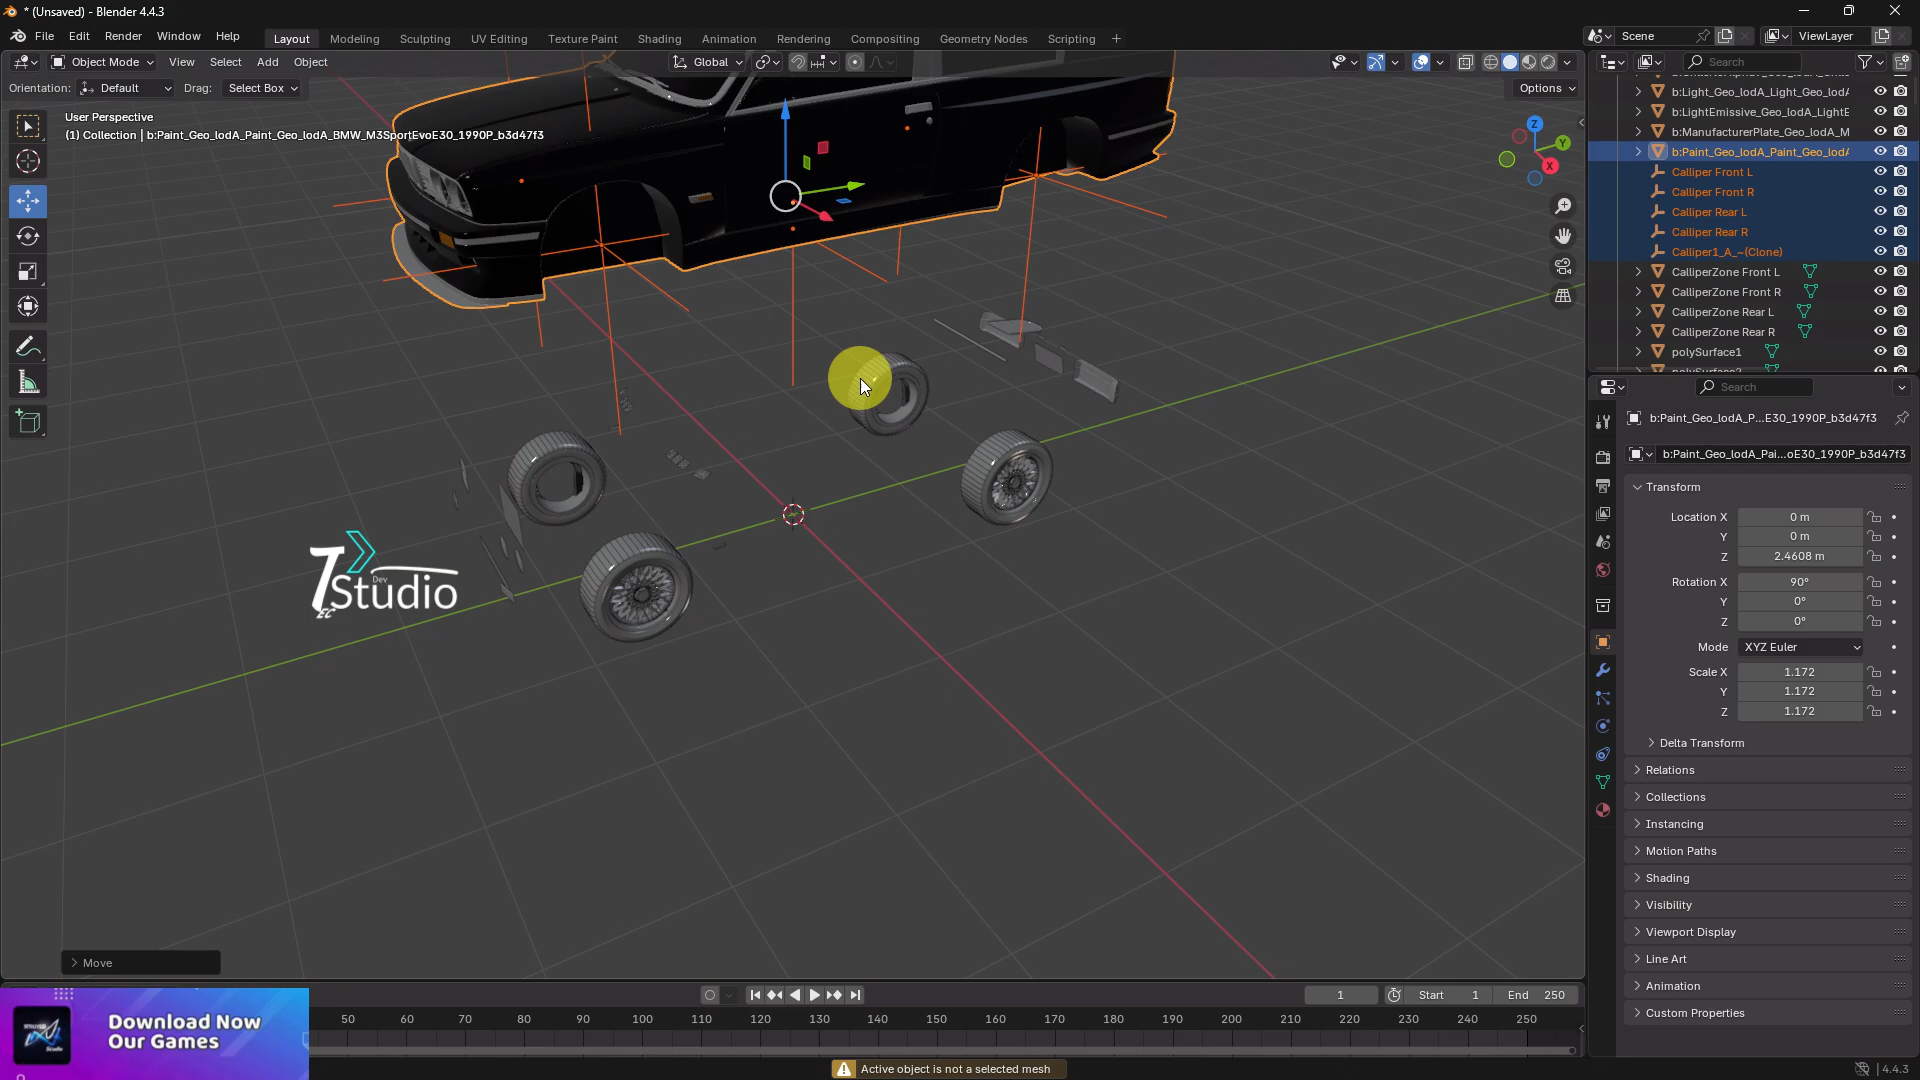 * (Unsaved) - Blender 4.4.3
File Edit Render Window Help
Layout Modeling Sculpting UV Editing Texture Paint Shading Animation Rendering Compositing Geometry Nodes Scripting +
Scene
ViewLayer
Object Mode View Select Add Object
Global
Search
Orientation: Default Drag: Select Box
Options
User Perspective
(1) Collection | b:Paint_Geo_lodA_Paint_Geo_lodA_BMW_M3SportEvoE30_1990P_b3d47f3
Z
Y
X
b:Light_Geo_lodA_Light_Geo_lodA
b:LightEmissive_Geo_lodA_LightE
b:ManufacturerPlate_Geo_lodA_M
b:Paint_Geo_lodA_Paint_Geo_lodA
Calliper Front L
Calliper Front R
Calliper Rear L
Calliper Rear R
Calliper1_A_~(Clone)
CalliperZone Front L
CalliperZone Front R
CalliperZone Rear L
CalliperZone Rear R
polySurface1
Search
b:Paint_Geo_lodA_P...E30_1990P_b3d47f3
b:Paint_Geo_lodA_Pai...oE30_1990P_b3d47f3
Transform
Location X 0 m
Y 0 m
Z 2.4608 m
Rotation X 90°
Y 0°
Z 0°
Mode XYZ Euler
Scale X 1.172
Y 1.172
Z 1.172
Delta Transform
Relations
Collections
Instancing
Motion Paths
Shading
Visibility
Viewport Display
Line Art
Animation
Custom Properties
Dev
Studio
Move
1
Start 1
End 250
50 60 70 80 90 100 110 120 130 140 150 160 170 180 190 200 210 220 230 240 250
Download Now
Our Games
Active object is not a selected mesh
4.4.3